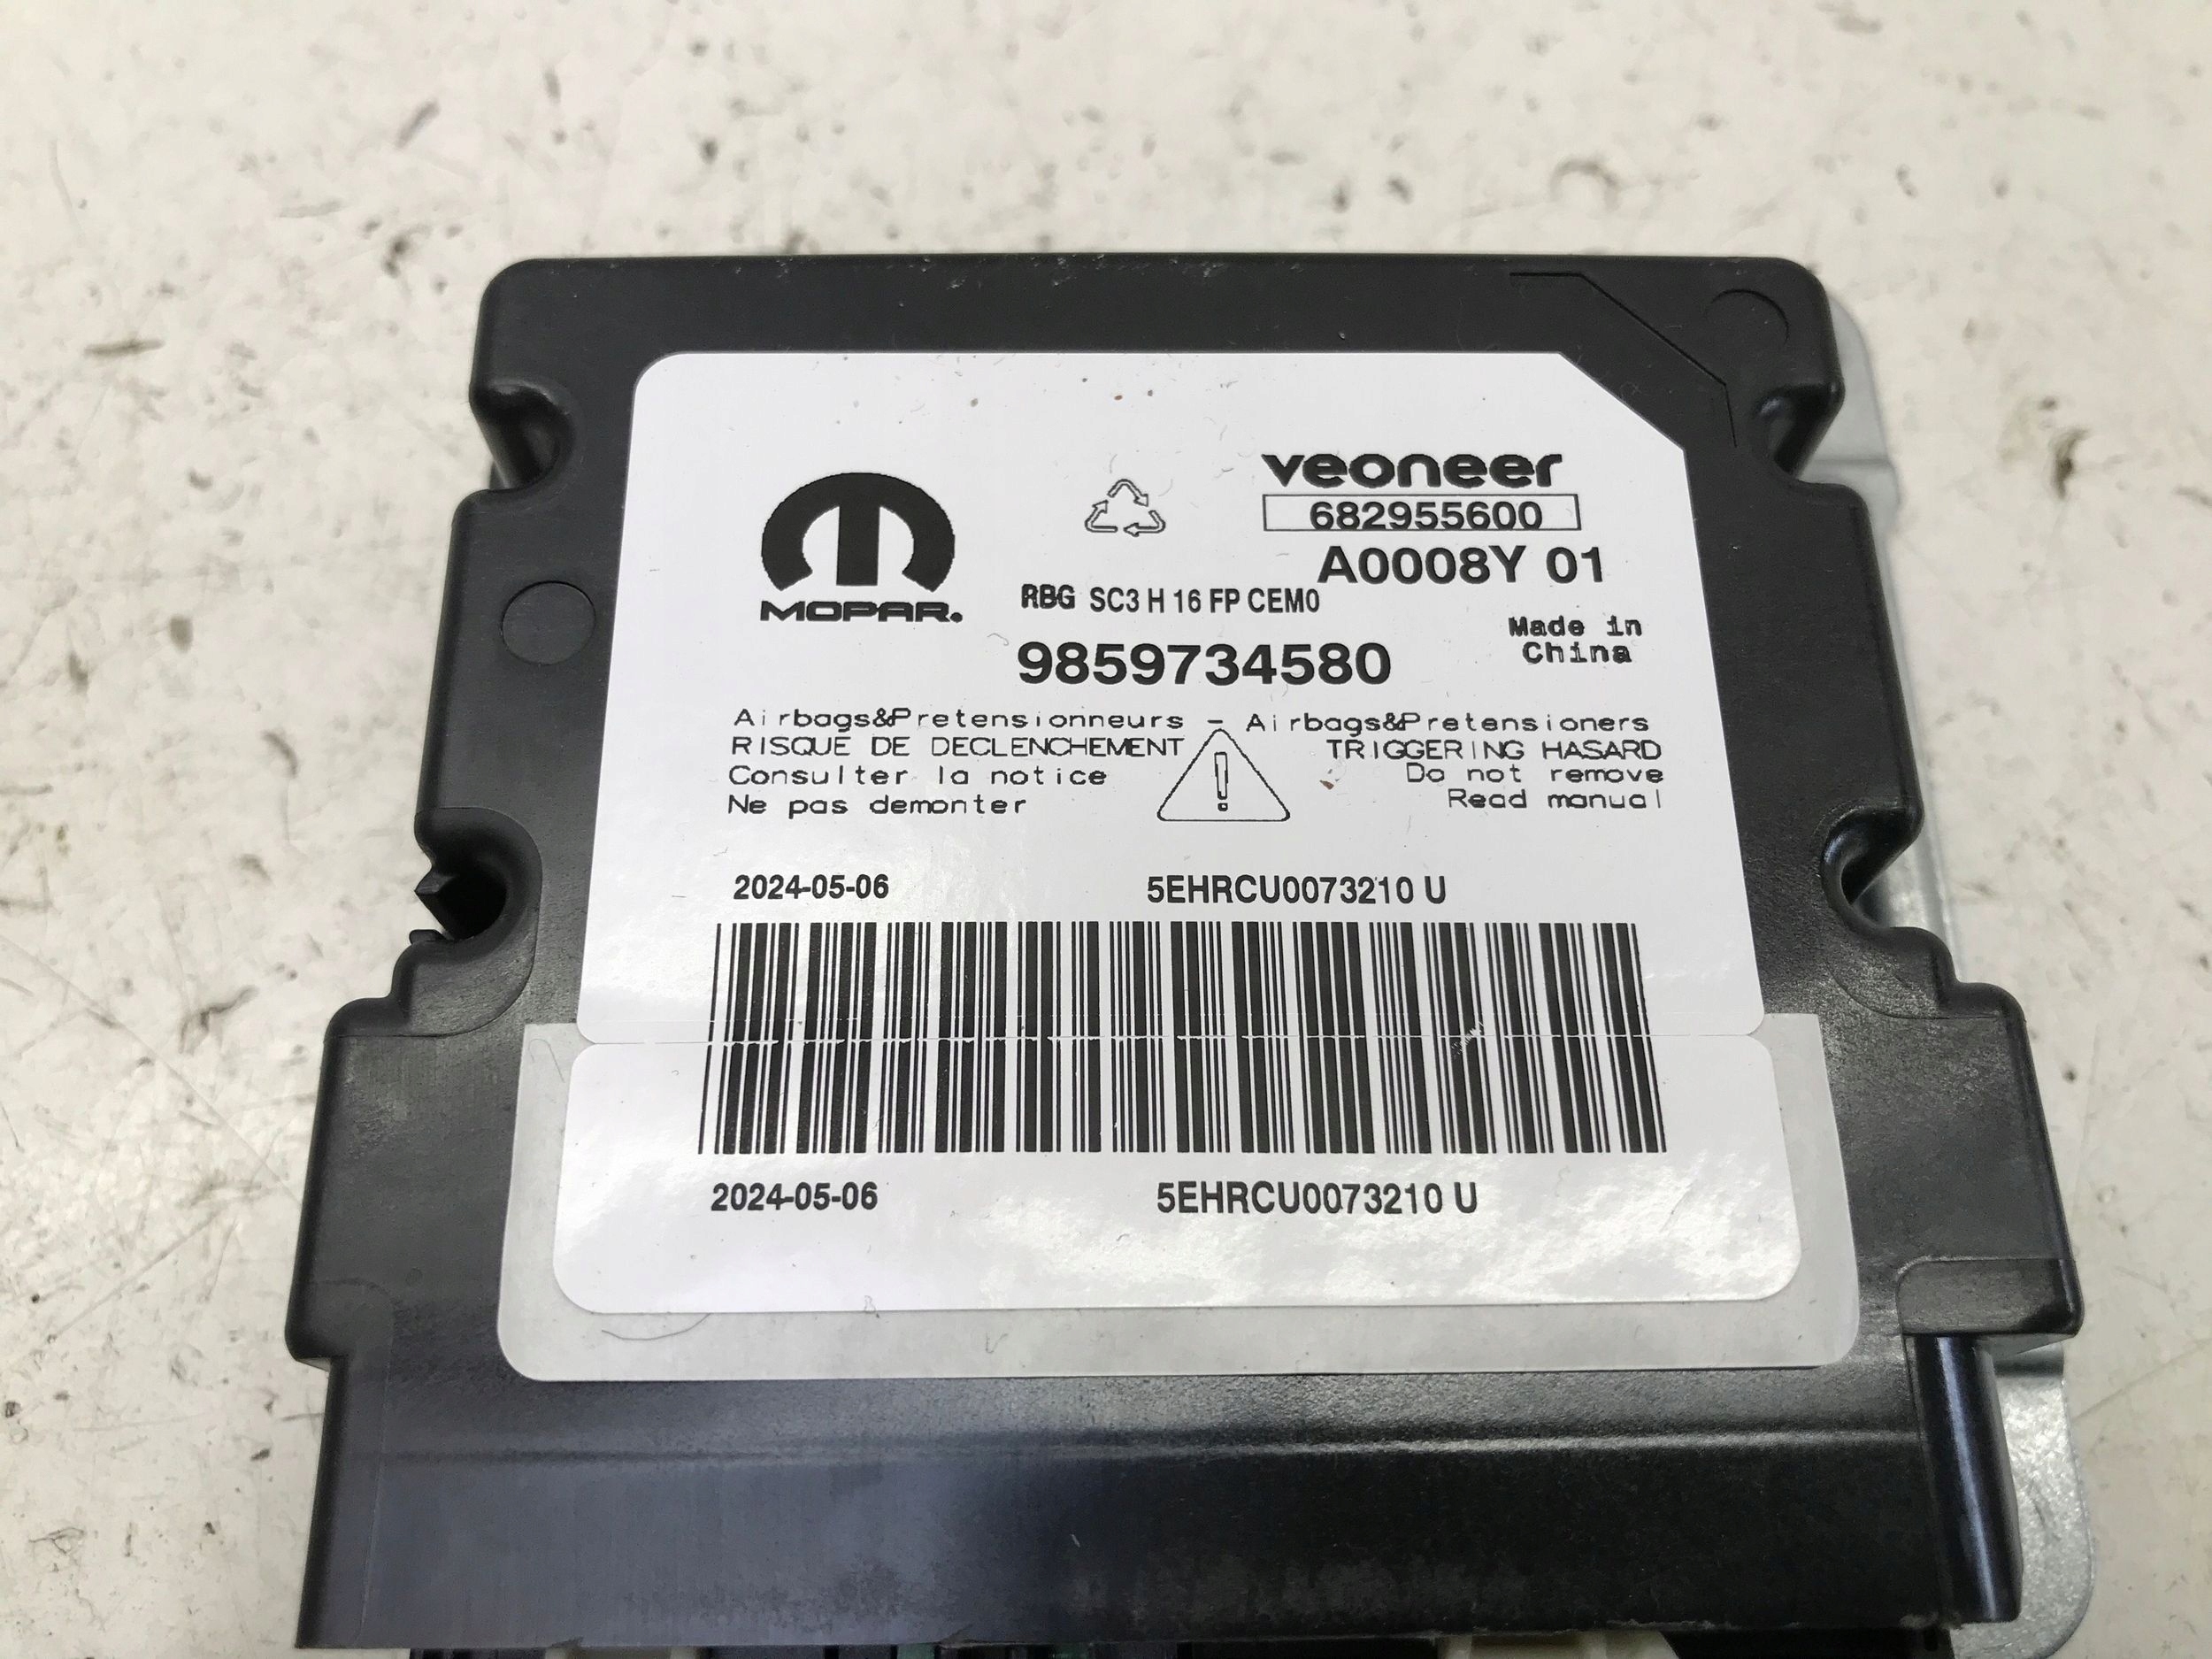 veoneer
682955600
A0008Y 01
MOPAR.
RBG SC3 H 16 FP CEM0
Made in
China
9859734580
Airbags&Pretensionneurs - Airbags&Pretensioners
RISQUE DE DECLENCHEMENT TRIGGERING HASARD
Consulter la notice Do not remove
Ne pas demonter Read manual
2024-05-06 5EHRCU0073210 U
2024-05-06 5EHRCU0073210 U